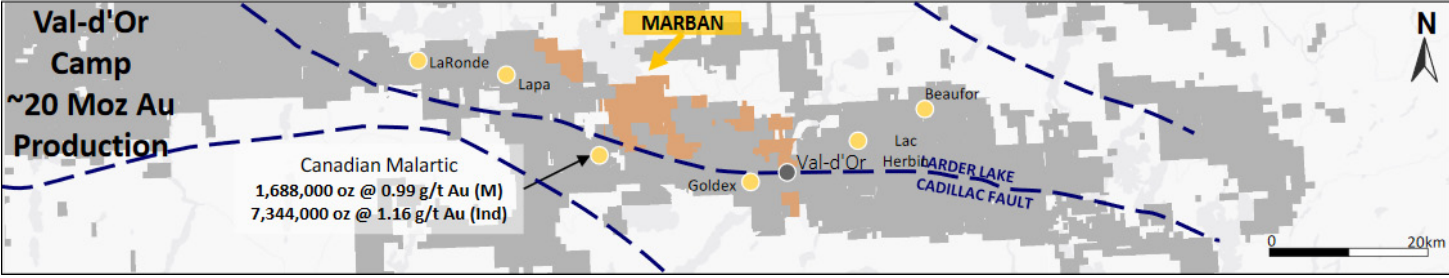 Val-d'Or
Camp
~20 Moz Au
Production
MARBAN
N
LaRonde
Lapa
Beaufor
Lac
Herbin
Canadian Malartic
1,688,000 oz @ 0.99 g/t Au (M)
7,344,000 oz @ 1.16 g/t Au (Ind)
Goldex
Val-d'Or
LARDER LAKE
CADILLAC FAULT
0 20km